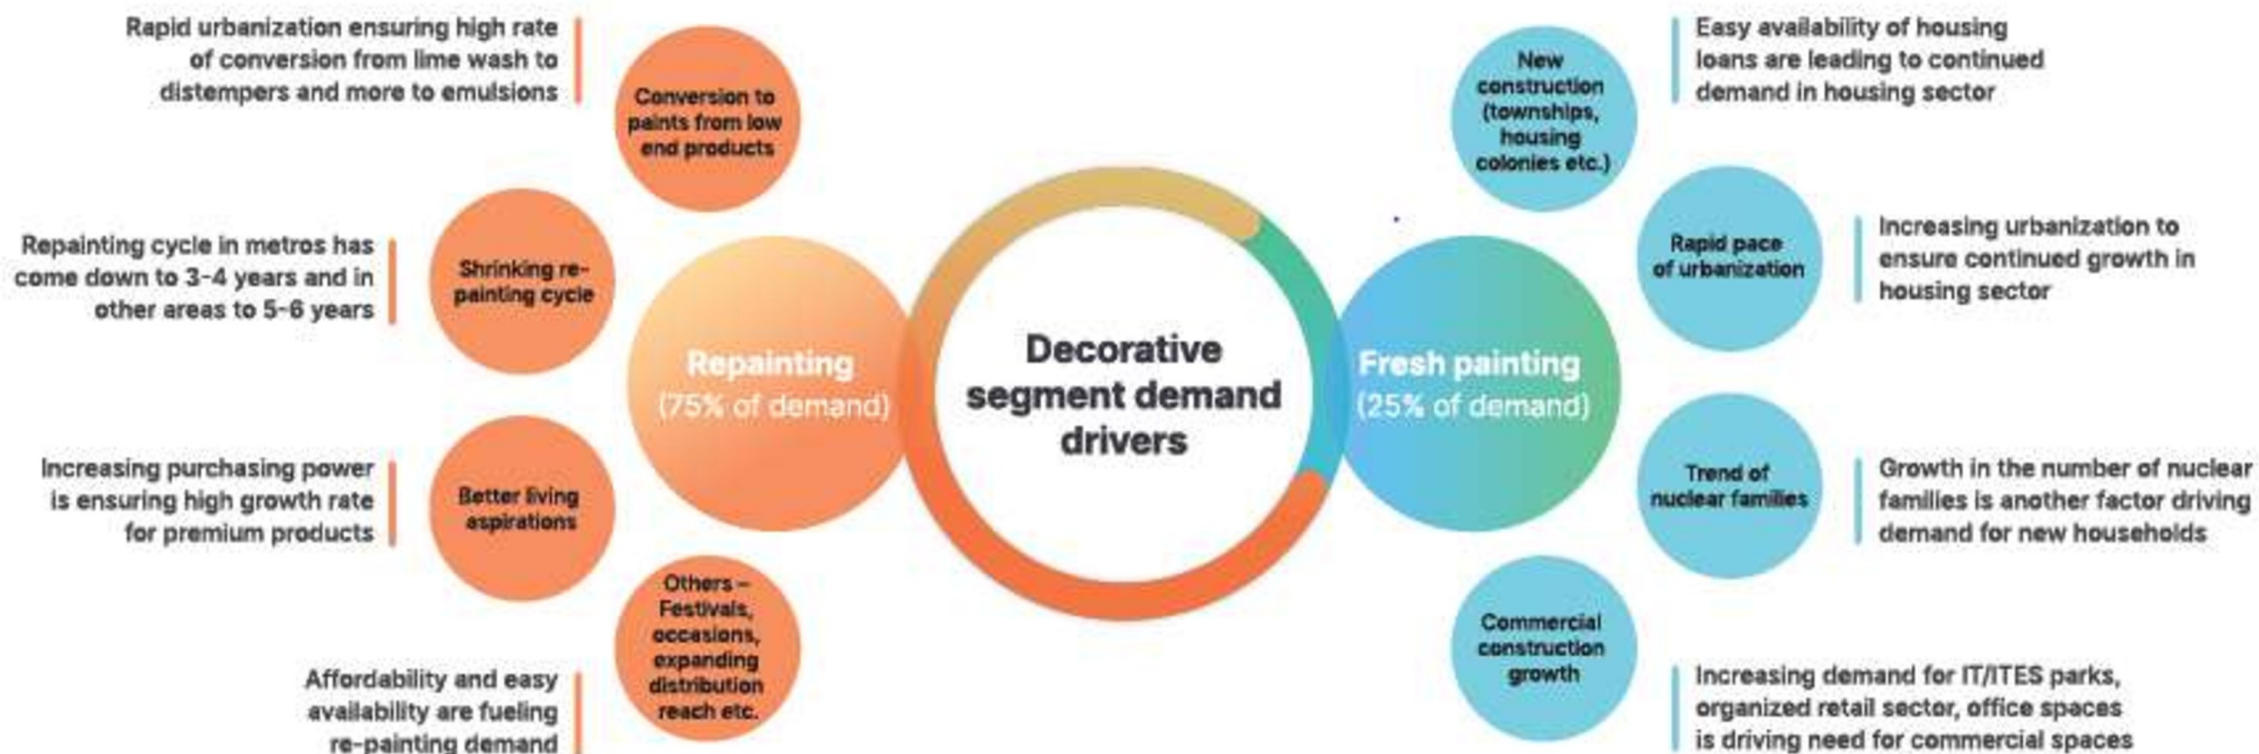 Rapid urbanization ensuring high rate
of conversion from lime wash to
distempers and more to emulsions
Conversion to
paints from low
end products
Repainting cycle in metros has
come down to 3-4 years and in
other areas to 5-6 years
Shrinking re-
painting cycle
Repainting
(75% of demand)
Increasing purchasing power
is ensuring high growth rate
for premium products
Better living
aspirations
Others –
Festivals,
occasions,
expanding
distribution
reach etc.
Affordability and easy
availability are fueling
re-painting demand
Decorative
segment demand
drivers
New
construction
(townships,
housing
colonies etc.)
Easy availability of housing
loans are leading to continued
demand in housing sector
Rapid pace
of urbanization
Increasing urbanization to
ensure continued growth in
housing sector
Fresh painting
(25% of demand)
Trend of
nuclear families
Growth in the number of nuclear
families is another factor driving
demand for new households
Commercial
construction
growth
Increasing demand for IT/ITES parks,
organized retail sector, office spaces
is driving need for commercial spaces